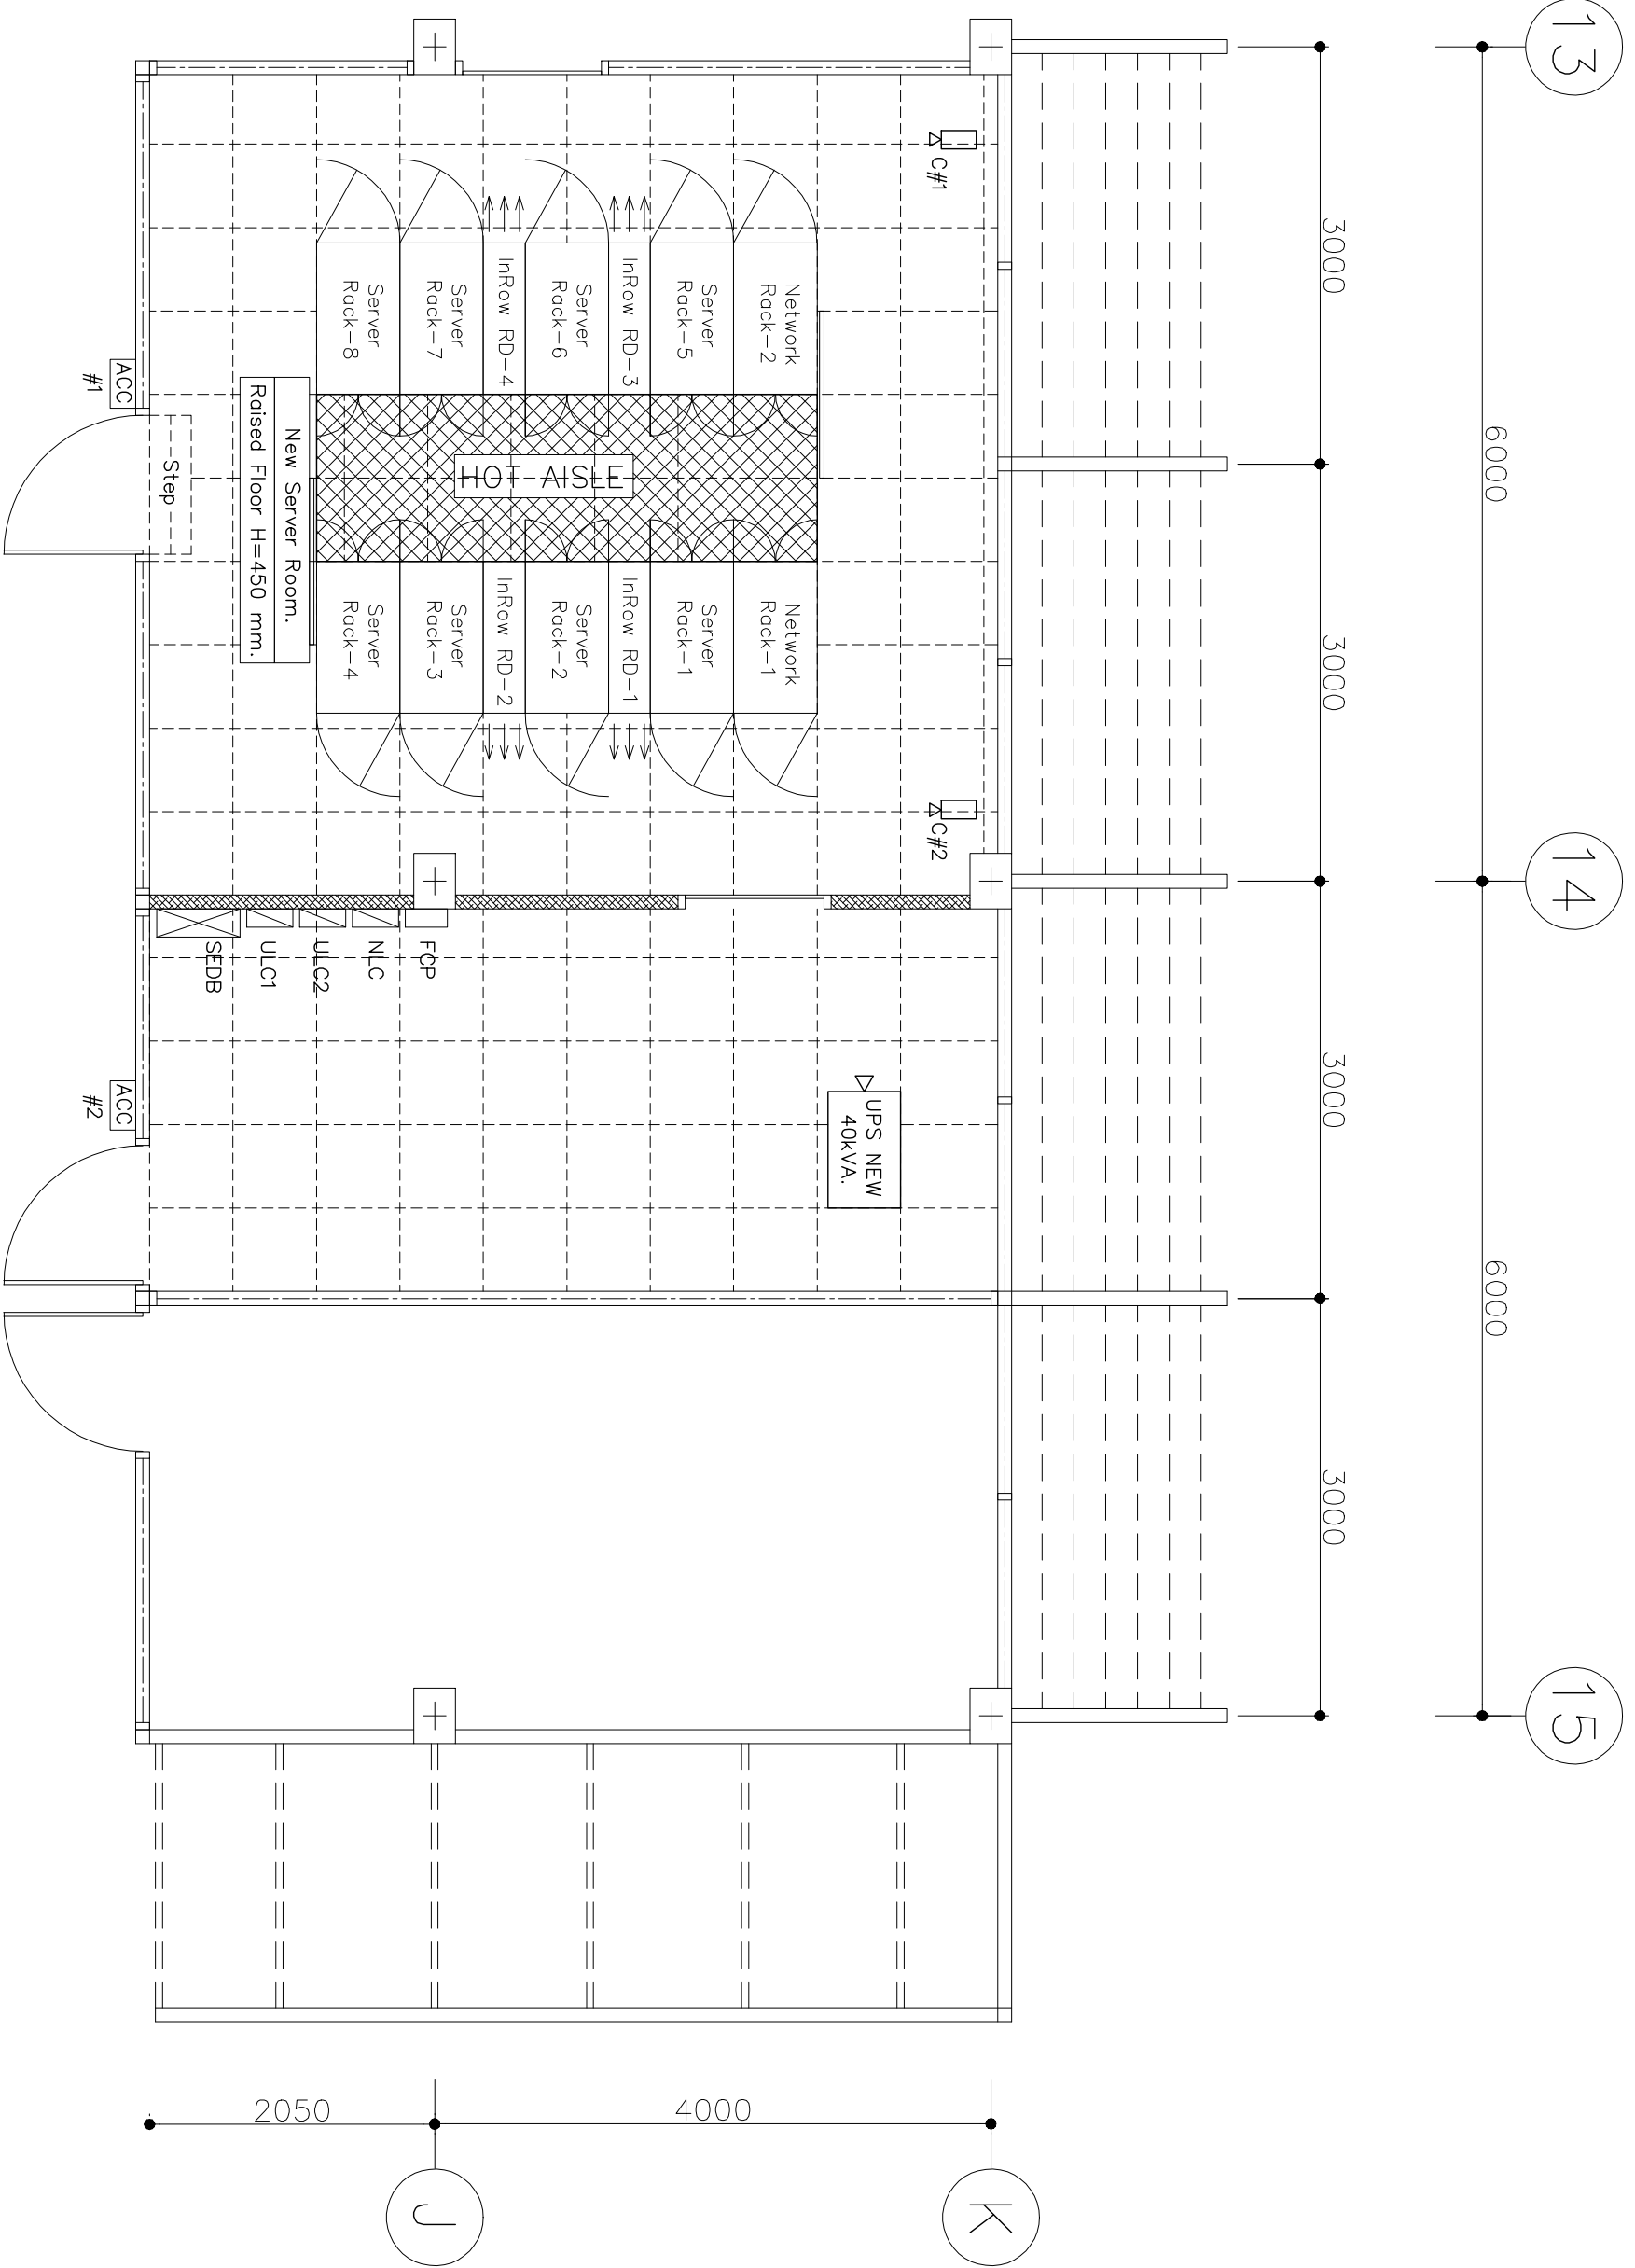 13
14
15
6000
6000
3000
3000
3000
3000
C#1
C#2
Network
Rack-2
Server
Rack-5
InRow RD-3
Server
Rack-6
InRow RD-4
Server
Rack-7
Server
Rack-8
HOT AISLE
Network
Rack-1
Server
Rack-1
InRow RD-1
Server
Rack-2
InRow RD-2
Server
Rack-3
Server
Rack-4
New Server Room.
Raised Floor H=450 mm.
Step
ACC
#1
FCP
NLC
ULC2
ULC1
SEDB
UPS NEW
40kVA.
ACC
#2
2050
4000
J
K